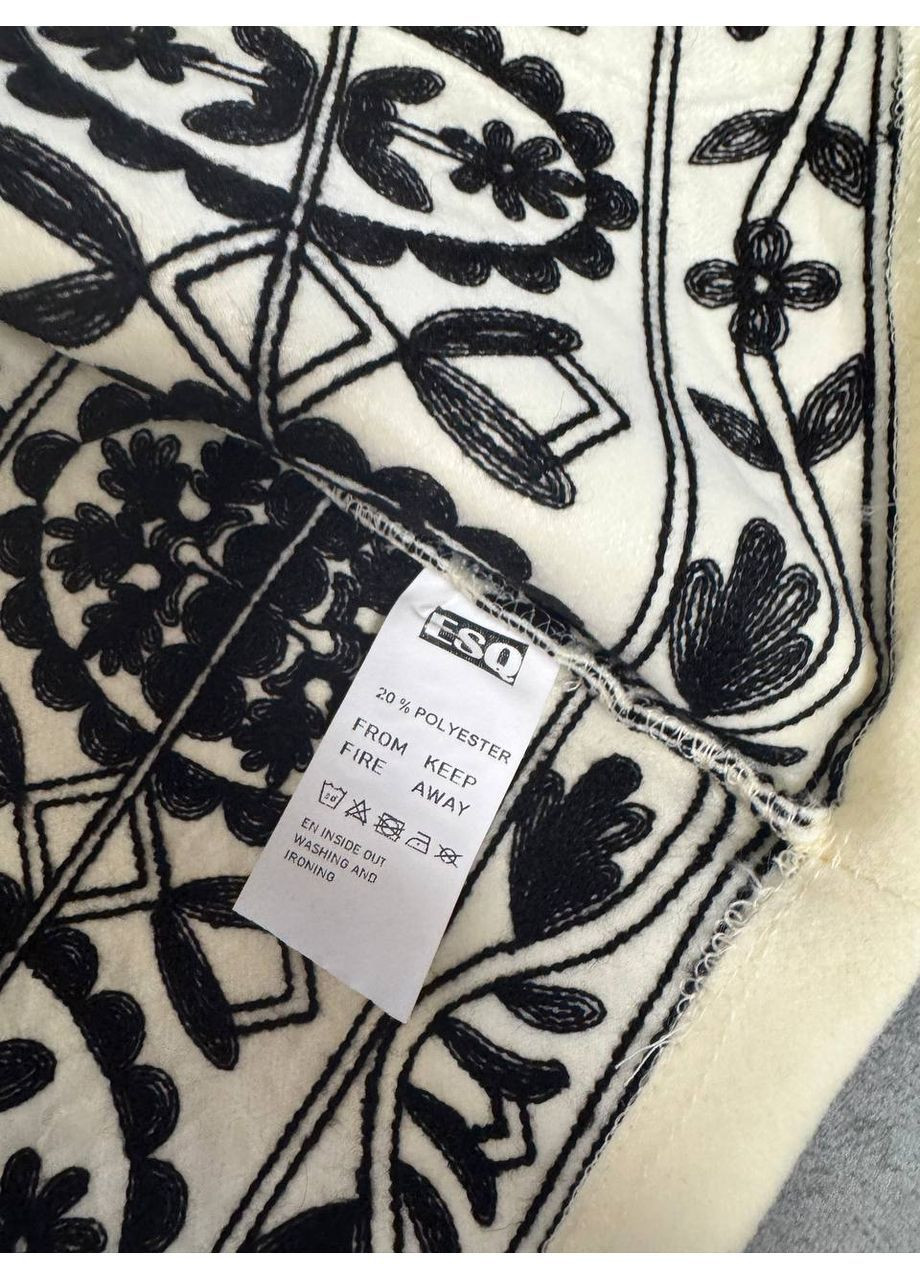 ESQ
20 % POLYESTER
FROM KEEP
FIRE AWAY
EN INSIDE OUT
WASHING AND
IRONING